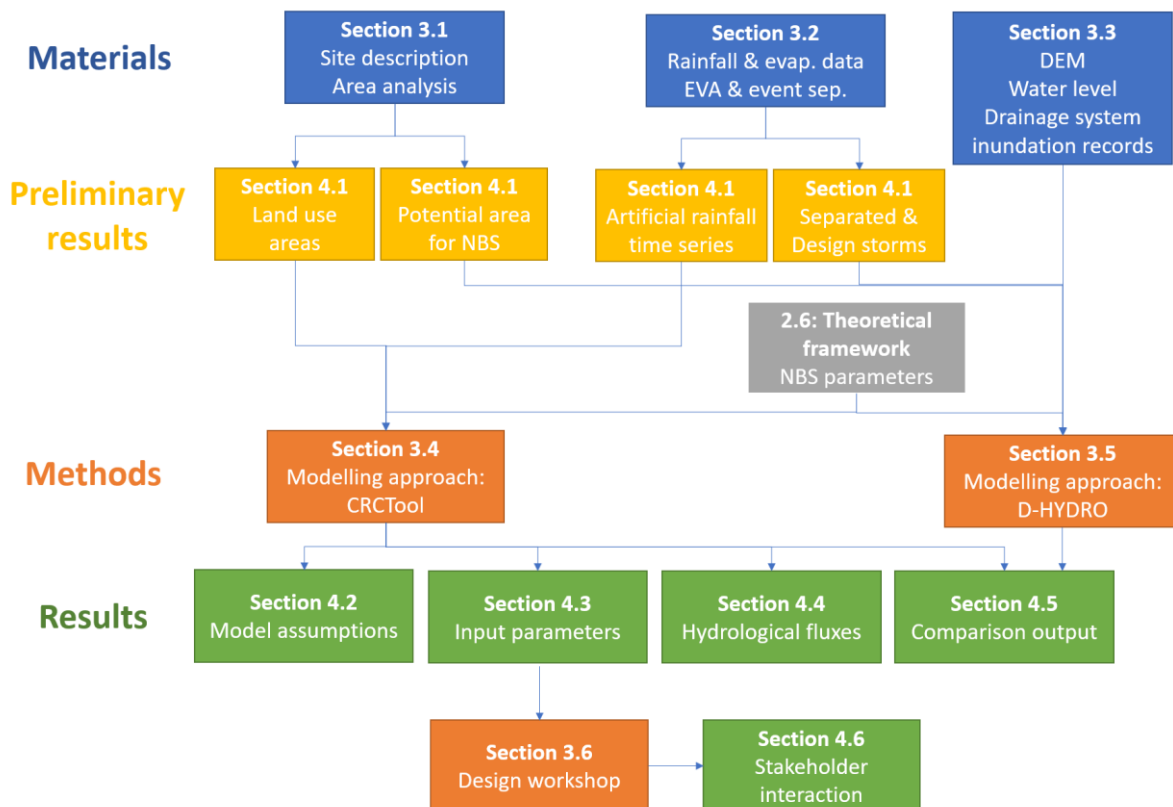 Materials
Section 3.1
Site description
Area analysis
Section 3.2
Rainfall & evap. data
EVA & event sep.
Section 3.3
DEM
Water level
Drainage system
inundation records
Preliminary
results
Section 4.1
Land use
areas
Section 4.1
Potential area
for NBS
Section 4.1
Artificial rainfall
time series
Section 4.1
Separated &
Design storms
2.6: Theoretical
framework
NBS parameters
Methods
Section 3.4
Modelling approach:
CRCTool
Section 3.5
Modelling approach:
D-HYDRO
Results
Section 4.2
Model assumptions
Section 4.3
Input parameters
Section 4.4
Hydrological fluxes
Section 4.5
Comparison output
Section 3.6
Design workshop
Section 4.6
Stakeholder
interaction